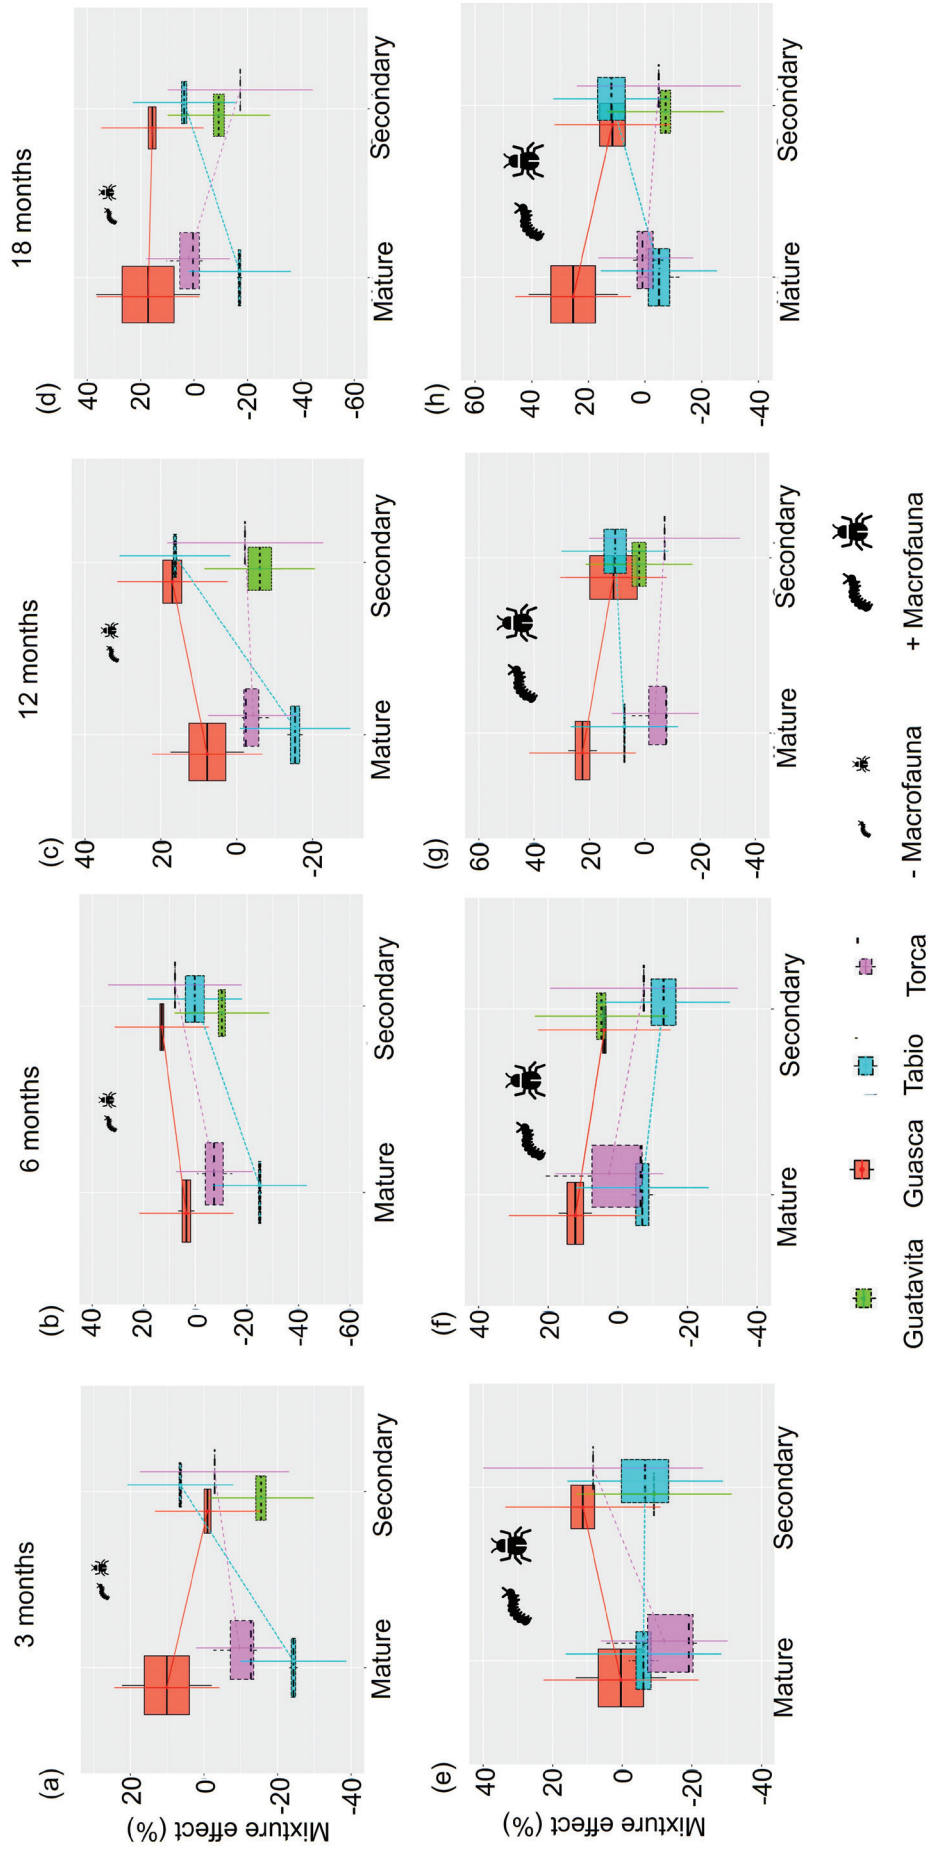 3 months
6 months
12 months
18 months
(a)
(b)
(c)
(d)
Mixture effect (%)
20
0
-20
-40
Mature
Secondary
40
20
0
-20
-40
-60
Mature
Secondary
40
20
0
-20
Mature
Secondary
40
20
0
-20
-40
-60
Mature
Secondary
(e)
(f)
(g)
(h)
Mixture effect (%)
40
20
0
-20
-40
Mature
Secondary
40
20
0
-20
-40
Mature
Secondary
60
40
20
0
-20
-40
Mature
Secondary
60
40
20
0
-20
-40
Mature
Secondary
Guatavita Guasca Tabio Torca - Macrofauna + Macrofauna